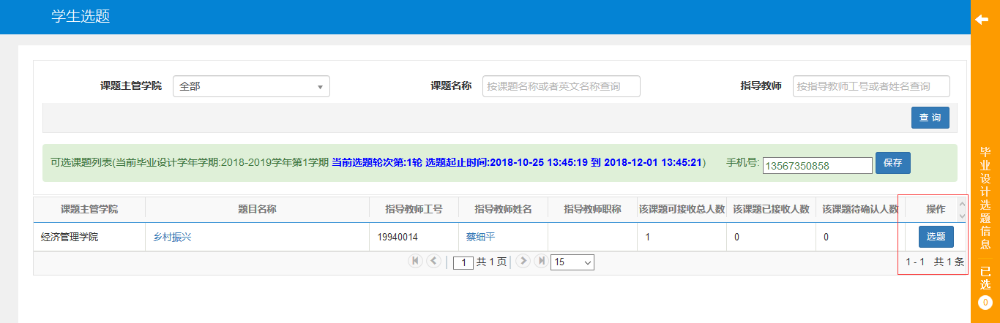 学生选题
课题主管学院 全部 课题名称 按课题名称或者英文名称查询 指导教师 按指导教师工号或者姓名查询
查 询
可选课题列表(当前毕业设计学年学期:2018-2019学年第1学期 当前选题轮次第:1轮 选题起止时间:2018-10-25 13:45:19 到 2018-12-01 13:45:21) 手机号: 13567350858 保存
课题主管学院 题目名称 指导教师工号 指导教师姓名 指导教师职称 该课题可接收总人数 该课题已接收人数 该课题待确认人数 操作
经济管理学院 乡村振兴 19940014 蔡细平 1 0 0 选题
1 共 1 页 15 1 - 1 共 1 条
毕业设计选题信息
已选
0